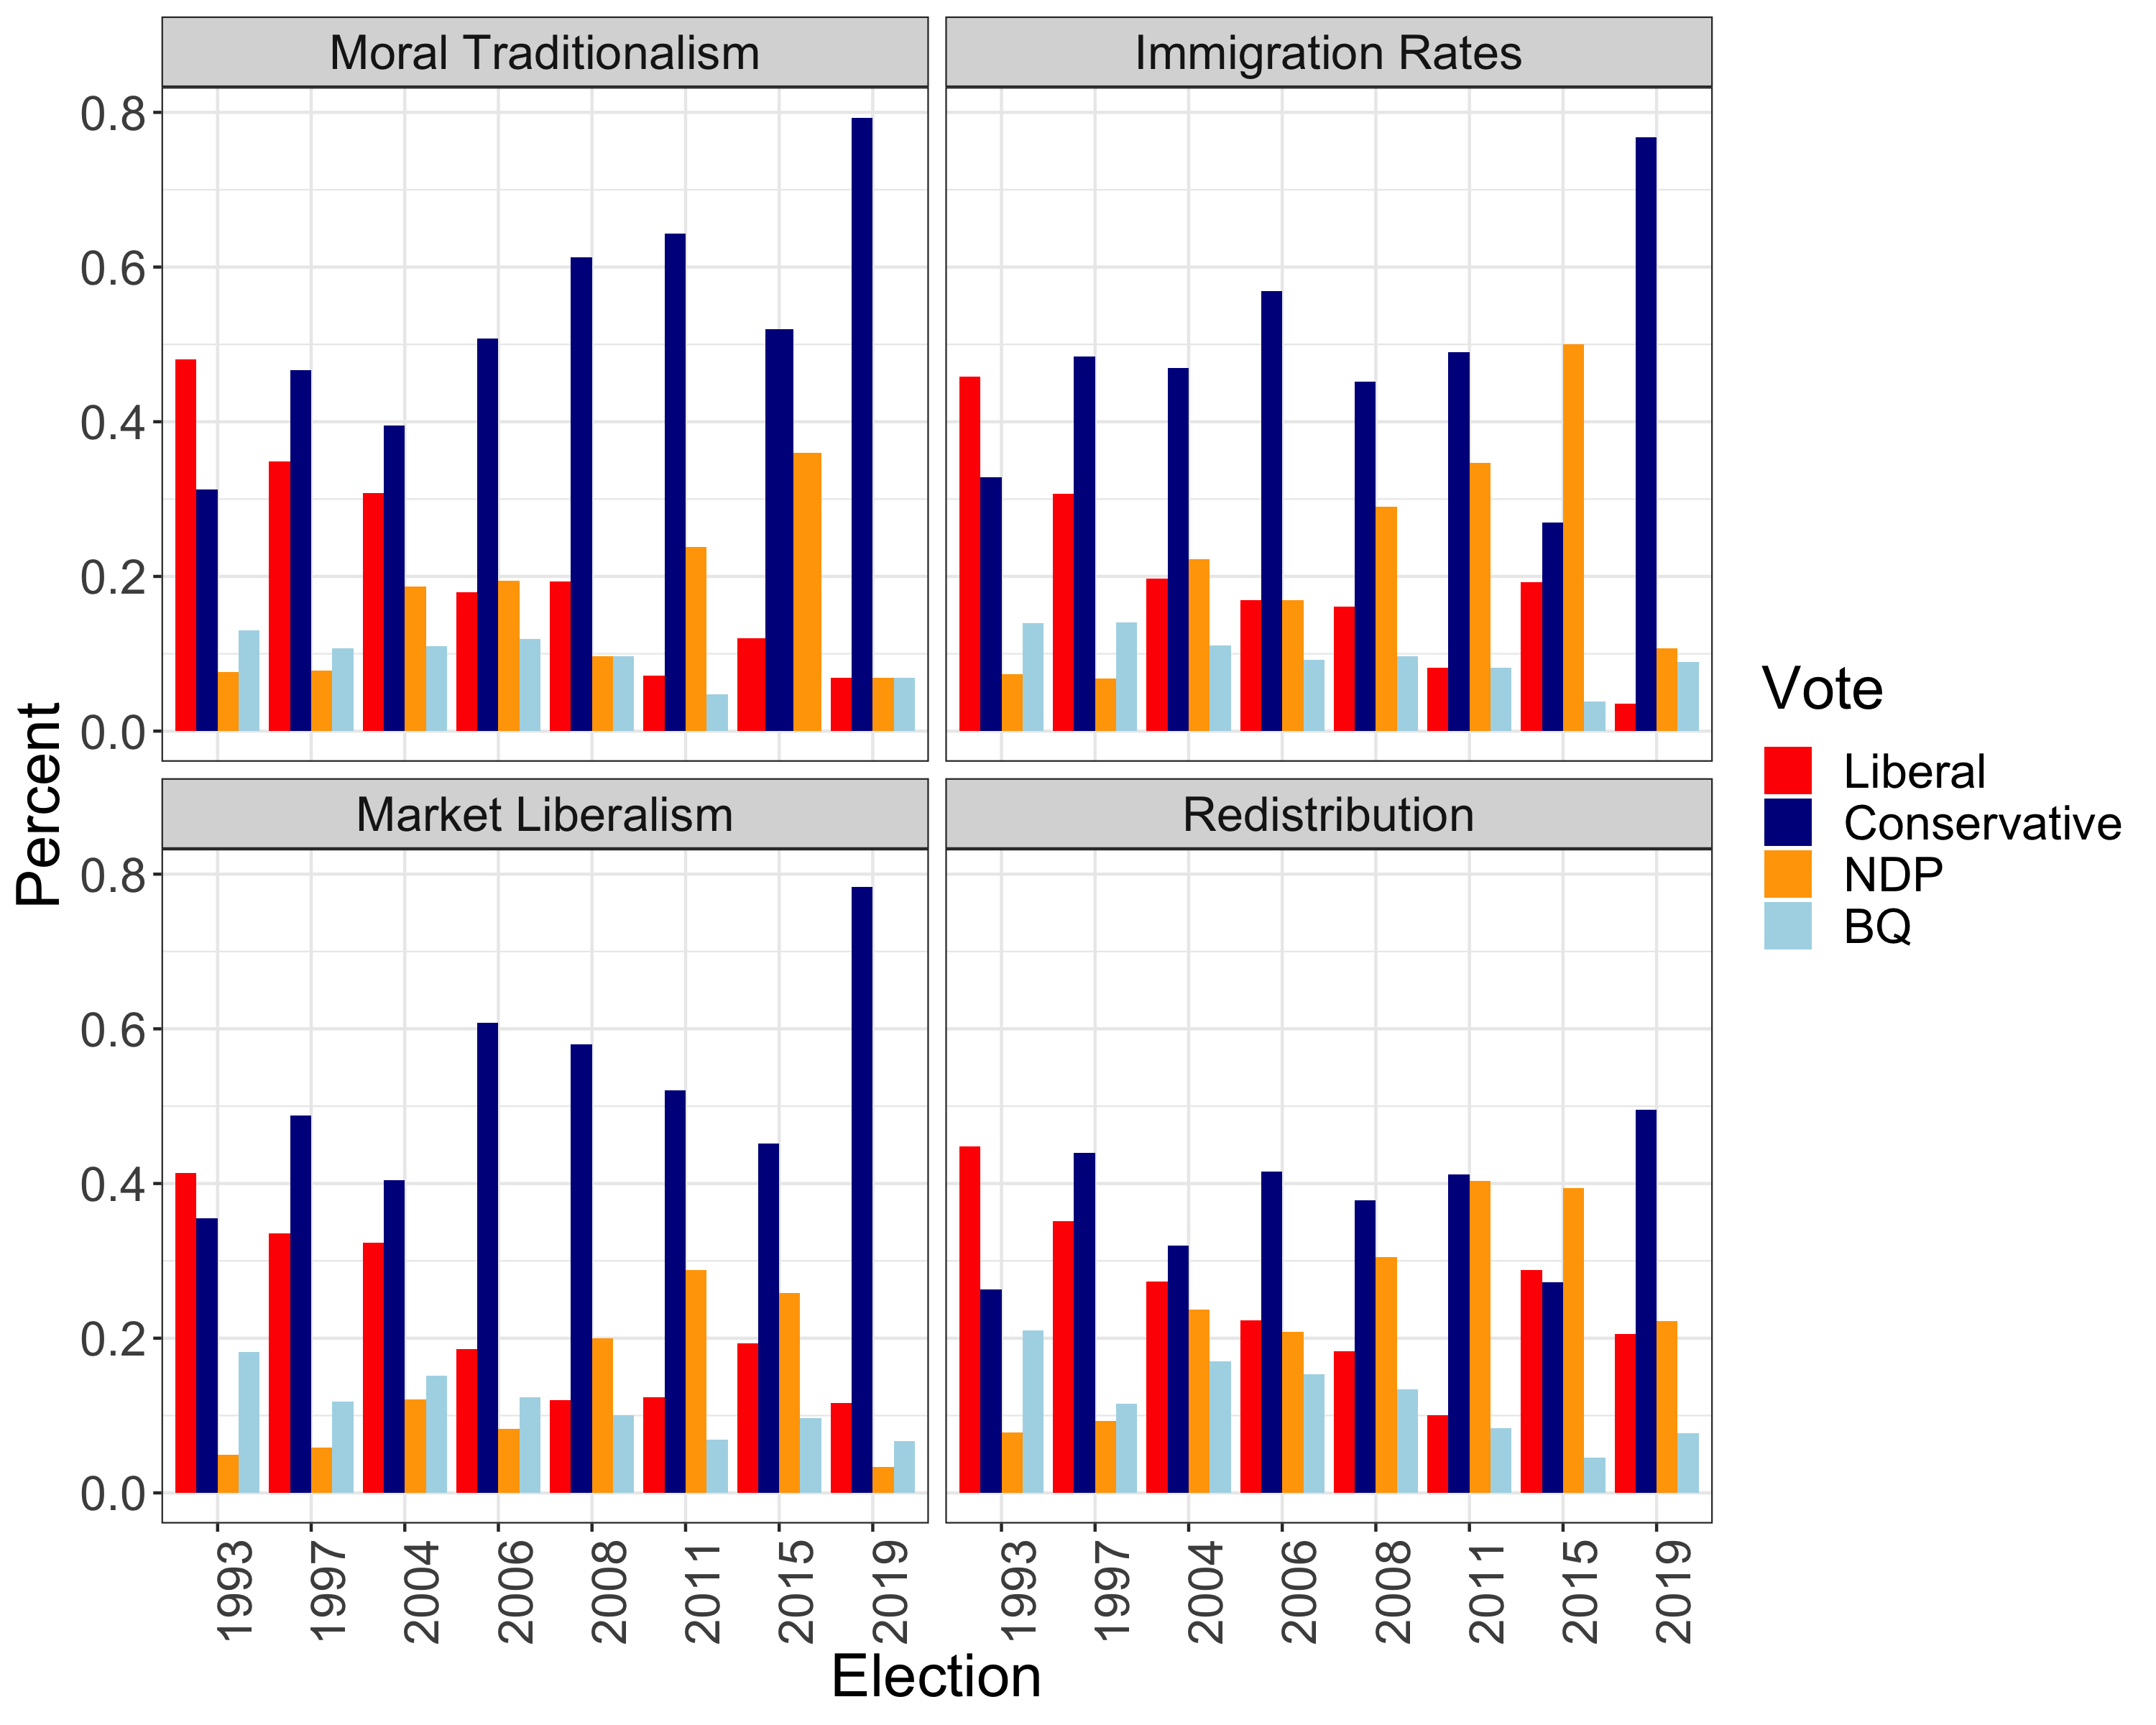 Moral Traditionalism
Immigration Rates
0.8
0.6
0.4
0.2
0.0
Market Liberalism
Redistribution
0.8
0.6
0.4
0.2
0.0
Percent
1993
1997
2004
2006
2008
2011
2015
2019
1993
1997
2004
2006
2008
2011
2015
2019
Election
Vote
Liberal
Conservative
NDP
BQ